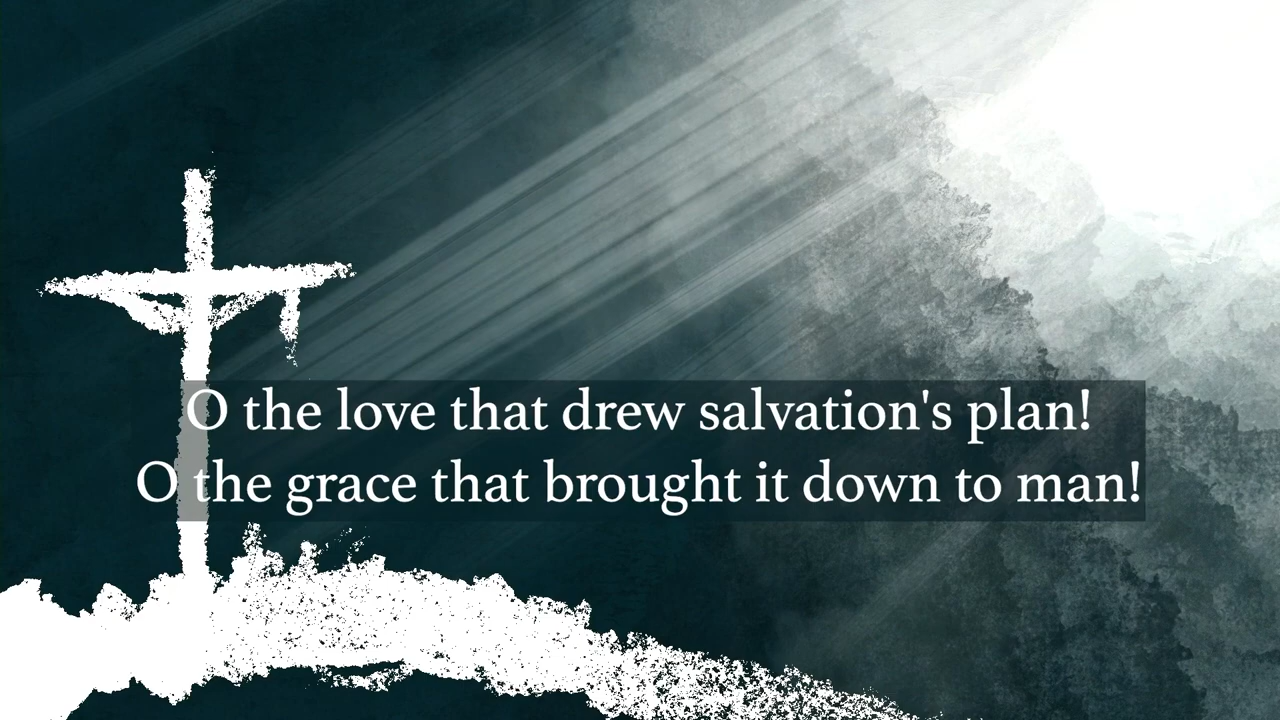 O the love that drew salvation's plan!
O the grace that brought it down to man!